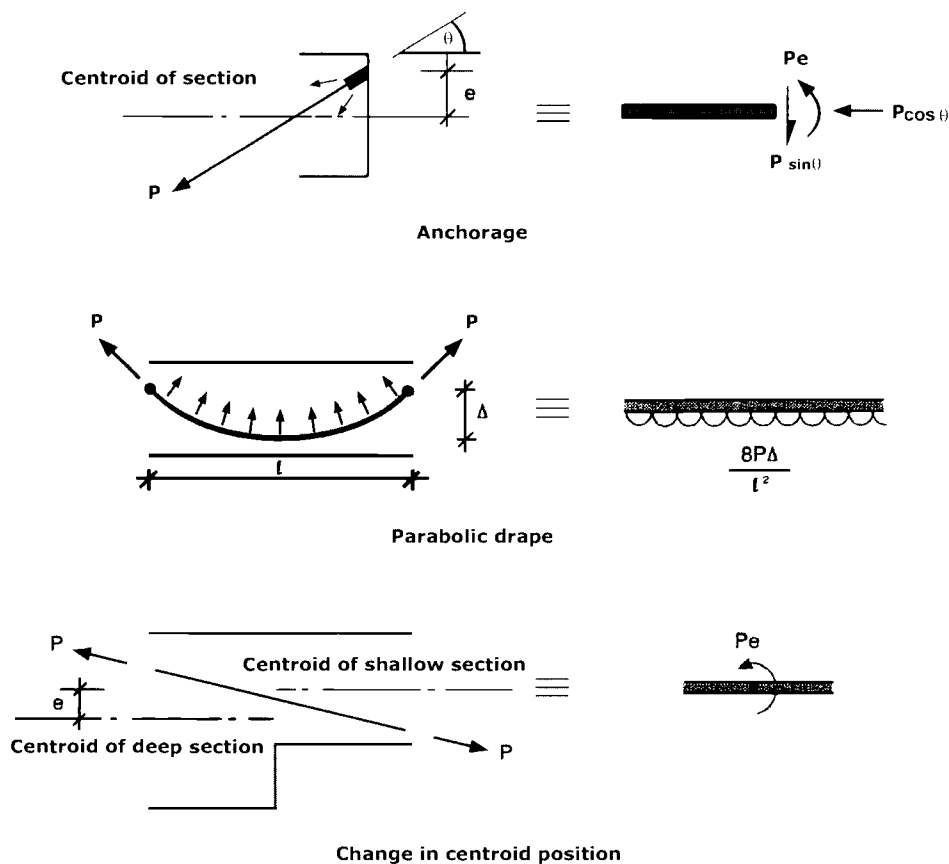 θ
Centroid of section
e
Pe
P cos θ
P sin θ
P
Anchorage
P
P
Δ
l
8PΔ
l²
Parabolic drape
P
Centroid of shallow section
Pe
e
Centroid of deep section
P
Change in centroid position